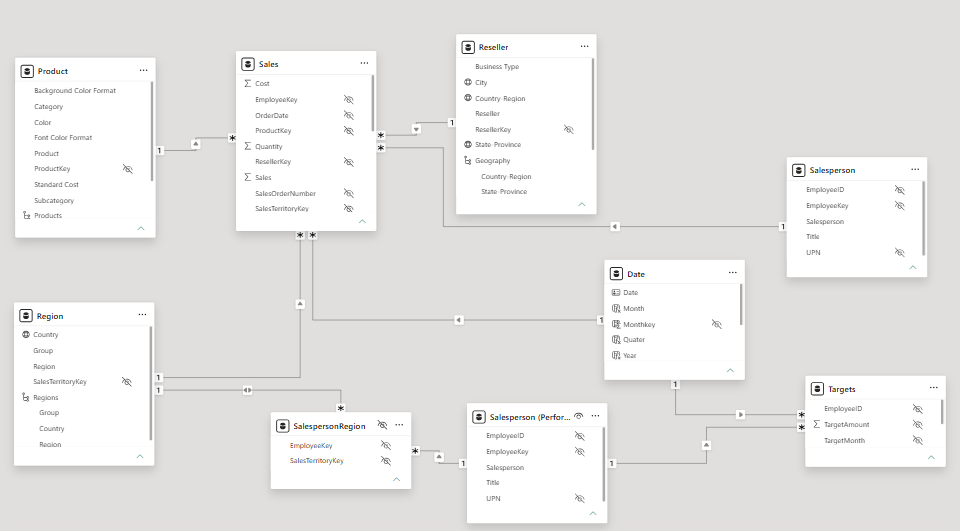 Product
Background Color Format
Category
Color
Font Color Format
Product
ProductKey
Standard Cost
Subcategory
Products
Sales
Cost
EmployeeKey
OrderDate
ProductKey
Quantity
ResellerKey
Sales
SalesOrderNumber
SalesTerritoryKey
Reseller
Business Type
City
Country-Region
Reseller
ResellerKey
State-Province
Geography
Country-Region
State-Province
Salesperson
EmployeeID
EmployeeKey
Salesperson
Title
UPN
1
*
*
1
*
1
*
*
Date
Date
Month
Monthkey
Quater
Year
1
1
Region
Country
Group
Region
SalesTerritoryKey
Regions
Group
Country
Region
1
1
*
SalespersonRegion
EmployeeKey
SalesTerritoryKey
*
1
Salesperson (Perfor...
EmployeeID
EmployeeKey
Salesperson
Title
UPN
1
*
*
Targets
EmployeeID
TargetAmount
TargetMonth